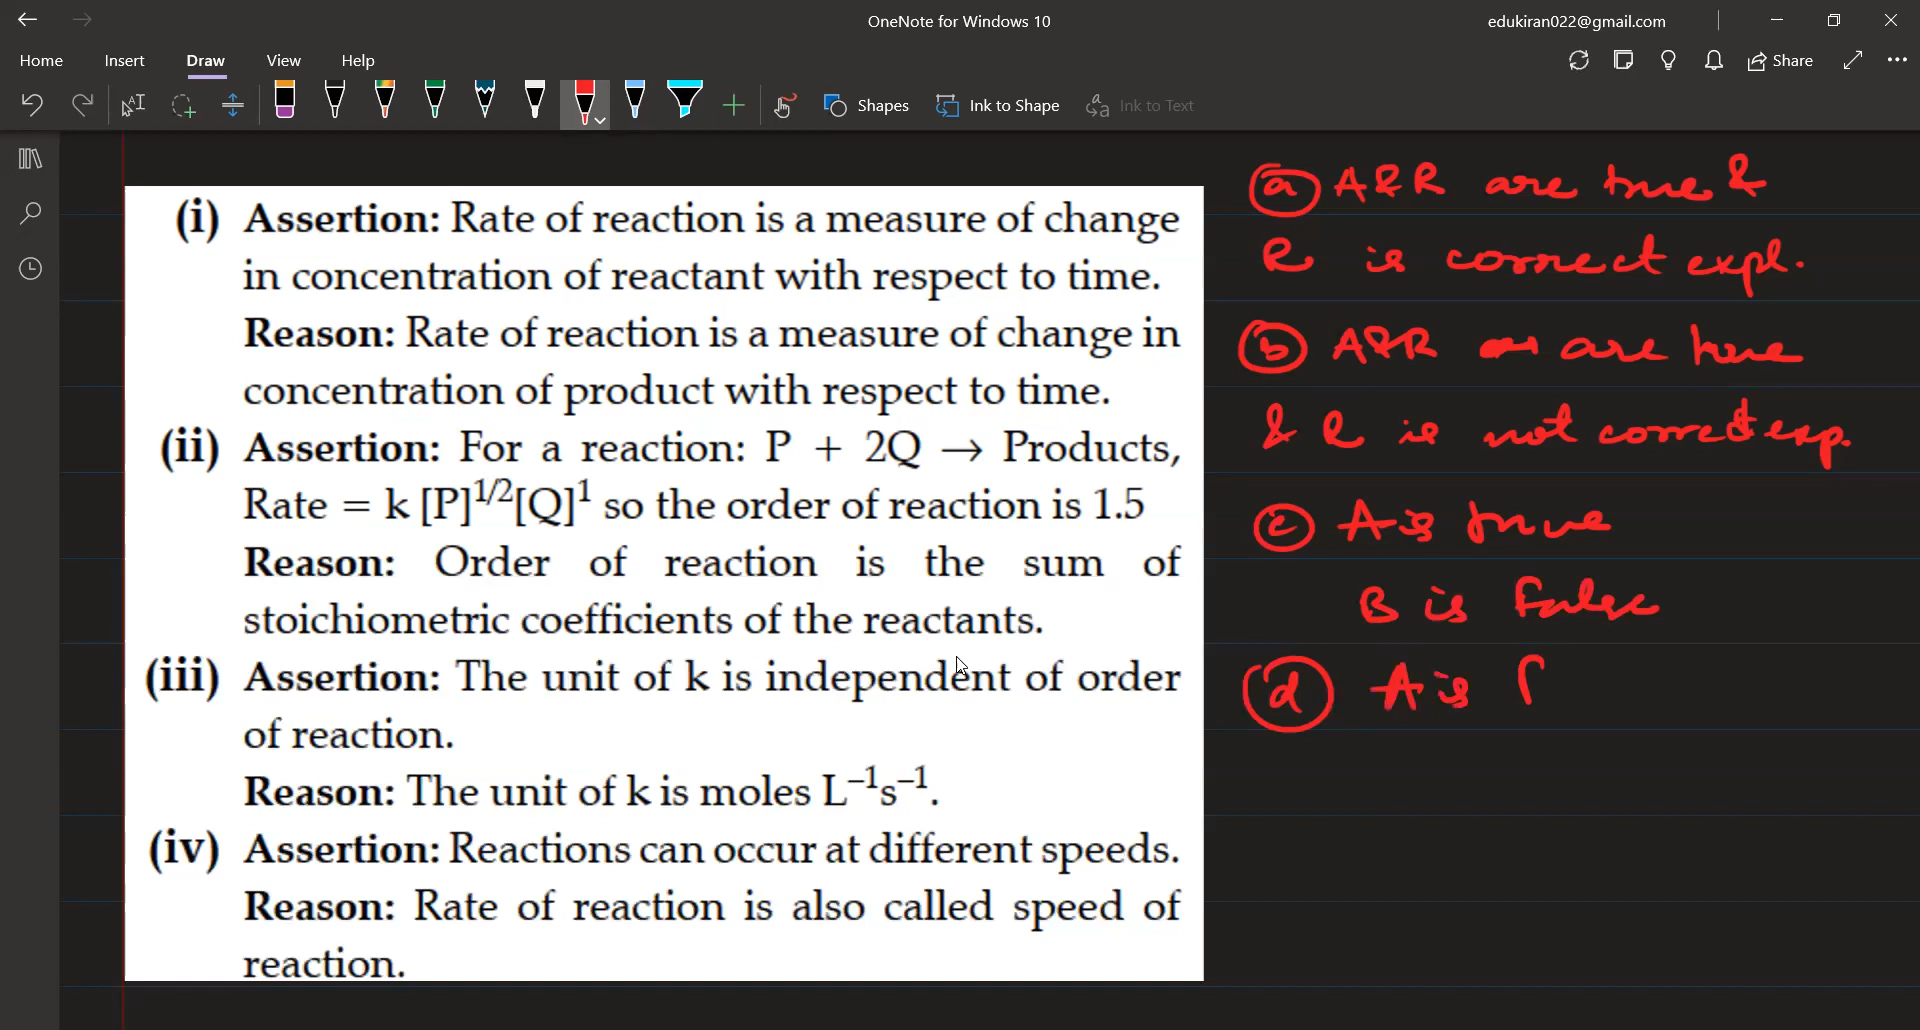 OneNote for Windows 10
edukiran022@gmail.com
Home Insert Draw View Help
Share
Shapes Ink to Shape Ink to Text
(i) Assertion: Rate of reaction is a measure of change
in concentration of reactant with respect to time.
Reason: Rate of reaction is a measure of change in
concentration of product with respect to time.
(ii) Assertion: For a reaction: P + 2Q → Products,
Rate = k [P]^1/2[Q]^1 so the order of reaction is 1.5
Reason: Order of reaction is the sum of
stoichiometric coefficients of the reactants.
(iii) Assertion: The unit of k is independent of order
of reaction.
Reason: The unit of k is moles L⁻¹s⁻¹.
(iv) Assertion: Reactions can occur at different speeds.
Reason: Rate of reaction is also called speed of
reaction.
(a) A&R are true &
R is correct expl.
(b) A&R are true
& R is not correct exp.
(c) A is true
B is false
(d) A is